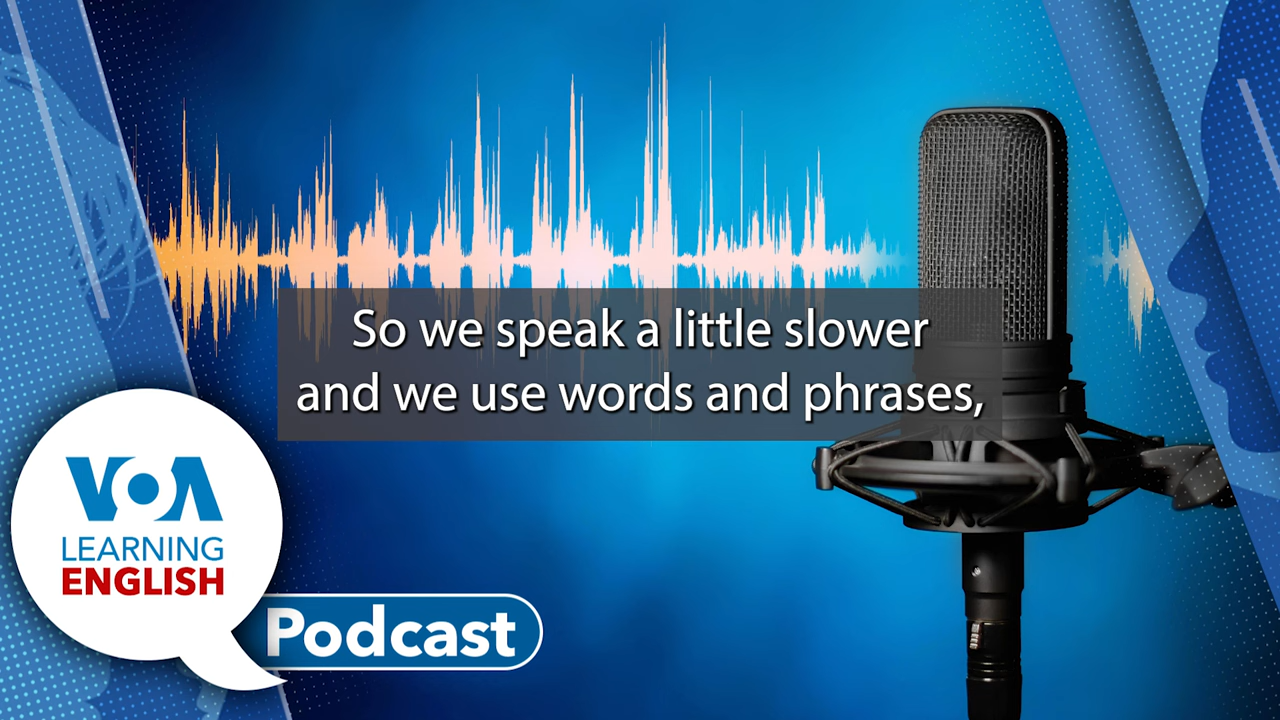 So we speak a little slower
and we use words and phrases,
VOA
LEARNING
ENGLISH
Podcast